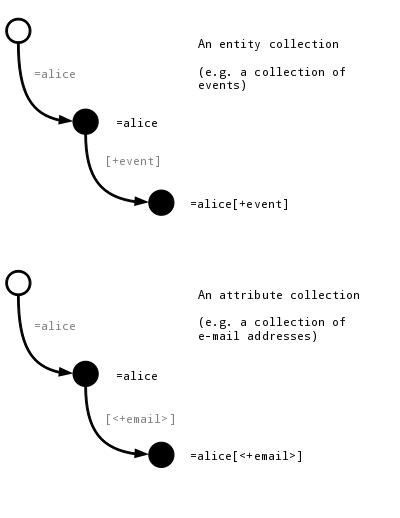 An entity collection
=alice
(e.g. a collection of
events)
=alice
[+event]
=alice[+event]
An attribute collection
=alice
(e.g. a collection of
e-mail addresses)
=alice
[<+email>]
=alice[<+email>]